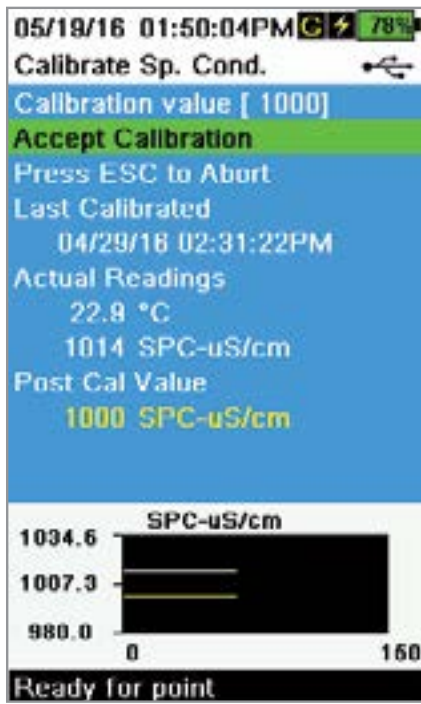 05/19/16 01:50:04PM G 78%
Calibrate Sp. Cond.
Calibration value [ 1000]
Accept Calibration
Press ESC to Abort
Last Calibrated
04/29/16 02:31:22PM
Actual Readings
22.9 °C
1014 SPC-uS/cm
Post Cal Value
1000 SPC-uS/cm
SPC-uS/cm
1034.6
1007.3
980.0
0 160
Ready for point